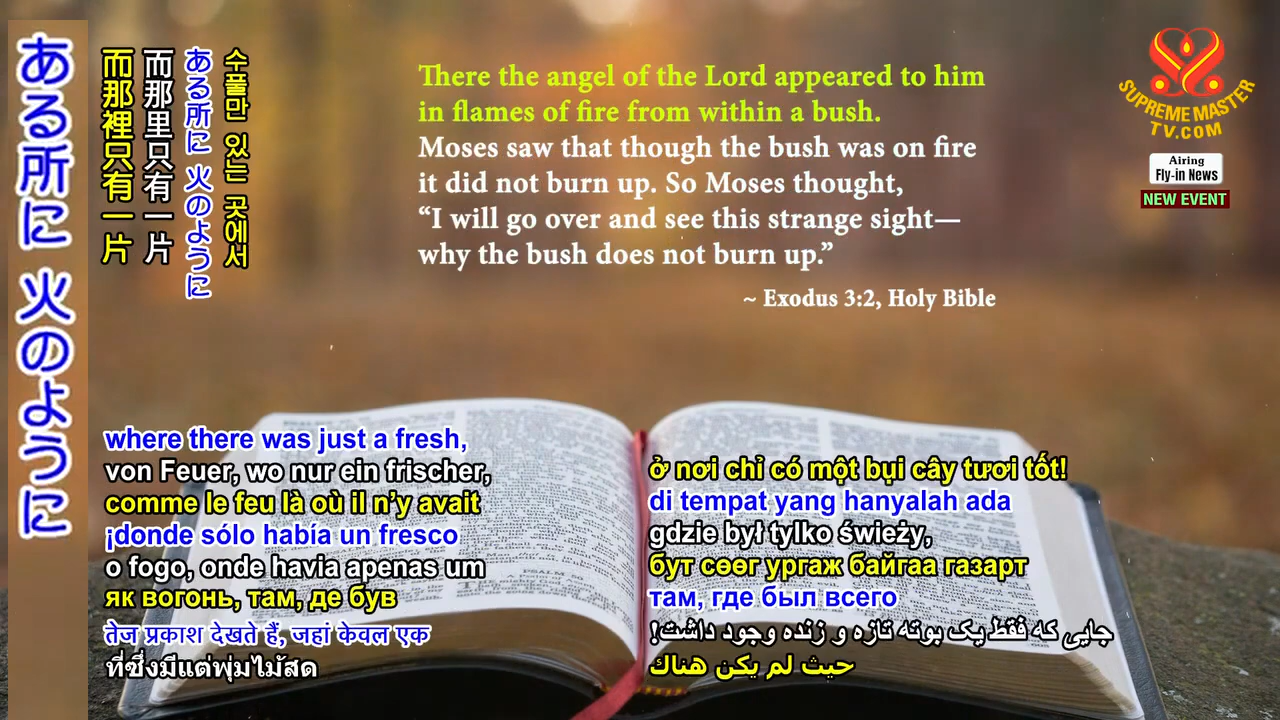 ある所に 火のように
而那裡只有一片
而那里只有一片
ある所に 火のように
수풀만 있는 곳에서
There the angel of the Lord appeared to him
in flames of fire from within a bush.
Moses saw that though the bush was on fire
it did not burn up. So Moses thought,
“I will go over and see this strange sight—
why the bush does not burn up.”
~ Exodus 3:2, Holy Bible
SUPREME MASTER
TV.COM
Airing
Fly-in News
NEW EVENT
where there was just a fresh,
von Feuer, wo nur ein frischer,
comme le feu là où il n’y avait
¡donde sólo había un fresco
o fogo, onde havia apenas um
як вогонь, там, де був
तेज प्रकाश देखते हैं, जहां केवल एक
ที่ซึ่งมีแต่พุ่มไม้สด
ở nơi chỉ có một bụi cây tươi tốt!
di tempat yang hanyalah ada
gdzie był tylko świeży,
бут сөөг ургаж байгаа газарт
там, где был всего
جایی که فقط یک بوته تازه و زنده وجود داشت!
حيث لم يكن هناك